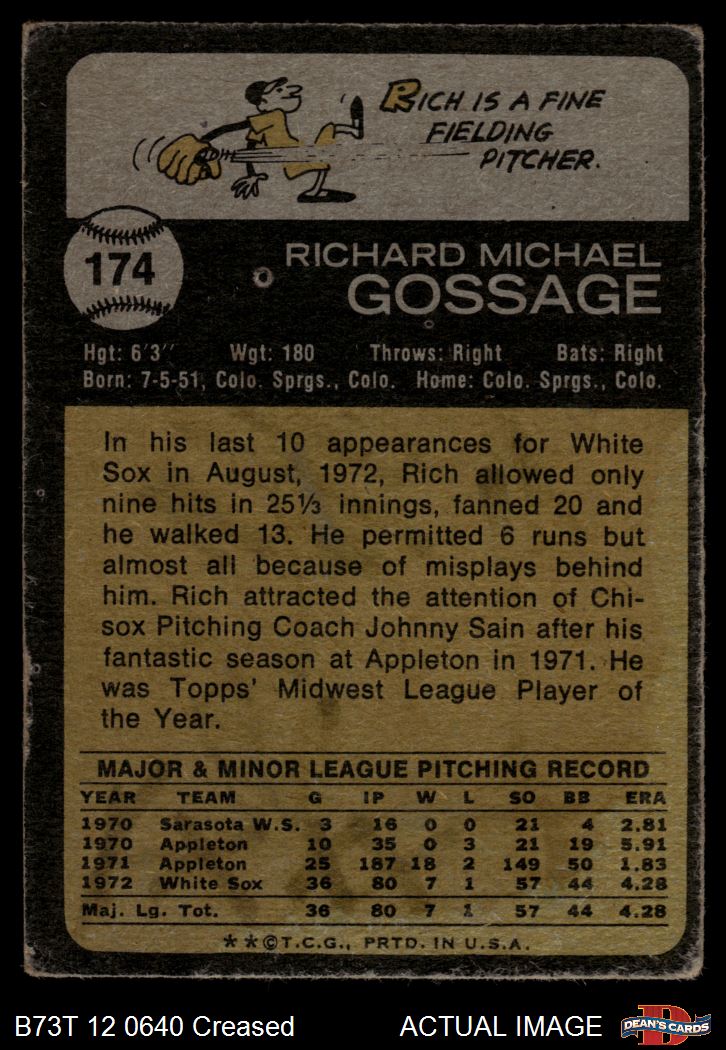 RICH IS A FINE
FIELDING
PITCHER.
174
RICHARD MICHAEL
GOSSAGE
Hgt: 6'3" Wgt: 180 Throws: Right Bats: Right
Born: 7-5-51, Colo. Sprgs., Colo. Home: Colo. Sprgs., Colo.
In his last 10 appearances for White
Sox in August, 1972, Rich allowed only
nine hits in 25⅓ innings, fanned 20 and
he walked 13. He permitted 6 runs but
almost all because of misplays behind
him. Rich attracted the attention of Chi-
sox Pitching Coach Johnny Sain after his
fantastic season at Appleton in 1971. He
was Topps' Midwest League Player of
the Year.
MAJOR & MINOR LEAGUE PITCHING RECORD
YEAR TEAM G IP W L SO BB ERA
1970 Sarasota W.S. 3 16 0 0 21 4 2.81
1970 Appleton 10 35 0 3 21 19 5.91
1971 Appleton 25 187 18 2 149 50 1.83
1972 White Sox 36 80 7 1 57 44 4.28
Maj. Lg. Tot. 36 80 7 1 57 44 4.28
**©T.C.G., PRTD. IN U.S.A.
B73T 12 0640 Creased ACTUAL IMAGE
D
DEAN'S CARDS